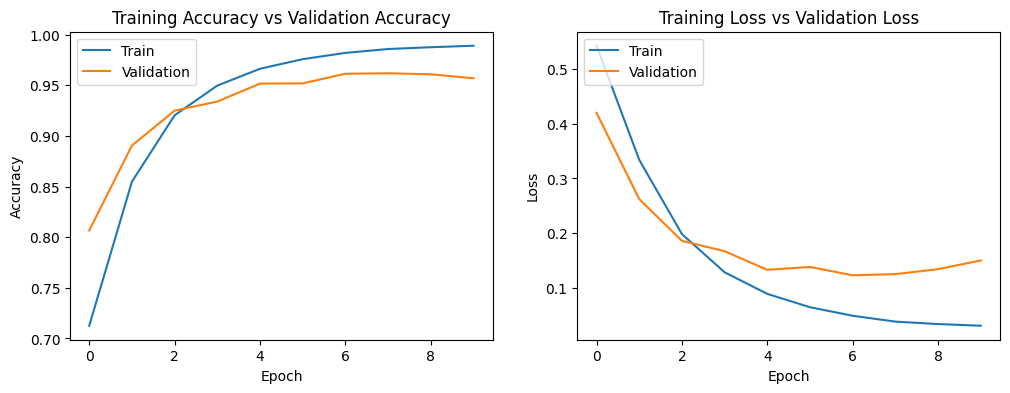 Training Accuracy vs Validation Accuracy
Train
Validation
1.00
0.95
0.90
0.85
0.80
0.75
0.70
Accuracy
0 2 4 6 8
Epoch
Training Loss vs Validation Loss
Train
Validation
0.5
0.4
0.3
0.2
0.1
Loss
0 2 4 6 8
Epoch